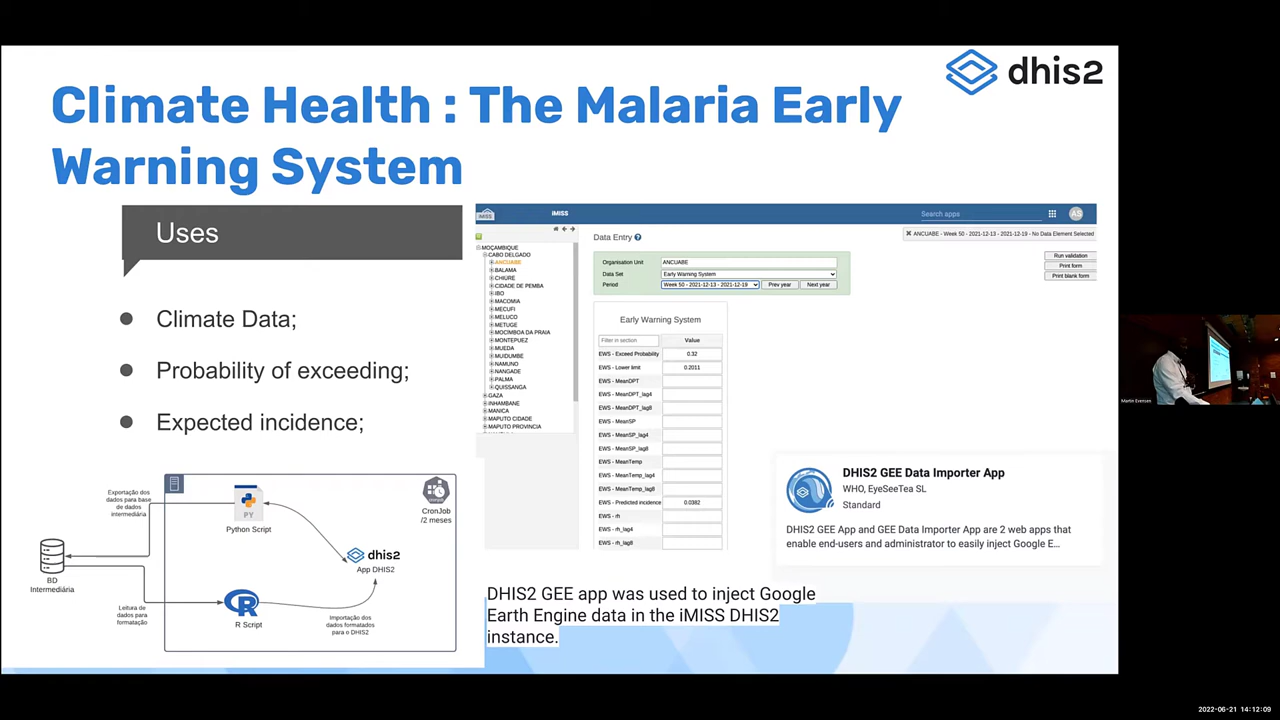 dhis2
Climate Health : The Malaria Early
Warning System
Uses
Climate Data;
Probability of exceeding;
Expected incidence;
iMISS
iMISS
Search apps
AS
MOÇAMBIQUE
CABO DELGADO
ANCUABE
BALAMA
CHIURE
CIDADE DE PEMBA
IBO
MACOMIA
MECUFI
MELUCO
METUGE
MOCIMBOA DA PRAIA
MONTEPUEZ
MUEDA
MUIDUMBE
NAMUNO
NANGADE
PALMA
QUISSANGA
GAZA
INHAMBANE
MANICA
MAPUTO CIDADE
MAPUTO PROVINCIA
Data Entry
ANCUABE - Week 50 - 2021-12-13 - 2021-12-19 - No Data Element Selected
Organisation Unit ANCUABE
Data Set Early Warning System
Period Week 50 - 2021-12-13 - 2021-12-19 Prev year Next year
Run validation
Print form
Print blank form
Early Warning System
Filter in section Value
EWS - Exceed Probability 0.32
EWS - Lower limit 0.2011
EWS - MeanDPT
EWS - MeanDPT_lag4
EWS - MeanDPT_lag8
EWS - MeanSP
EWS - MeanSP_lag4
EWS - MeanSP_lag8
EWS - MeanTemp
EWS - MeanTemp_lag4
EWS - MeanTemp_lag8
EWS - Predicted incidence 0.0382
EWS - rh
EWS - rh_lag4
EWS - rh_lag8
DHIS2 GEE Data Importer App
WHO, EyeSeeTea SL
Standard
DHIS2 GEE App and GEE Data Importer App are 2 web apps that
enable end-users and administrator to easily inject Google E...
Exportação dos
dados para base
de dados
intermediária
PY
Python Script
CronJob
/2 meses
dhis2
App DHIS2
BD
Intermediária
Leitura de
dados para
formatação
R Script
Importação dos
dados formatados
para o DHIS2
DHIS2 GEE app was used to inject Google
Earth Engine data in the iMISS DHIS2
instance.
Martin Evenses
2022-06-21 14:12:09